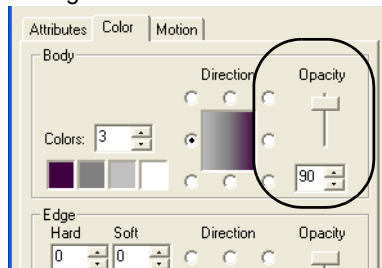 Attributes Color Motion
Body
Direction Opacity
Colors: 3
90
Edge
Hard Soft Direction Opacity
0 0